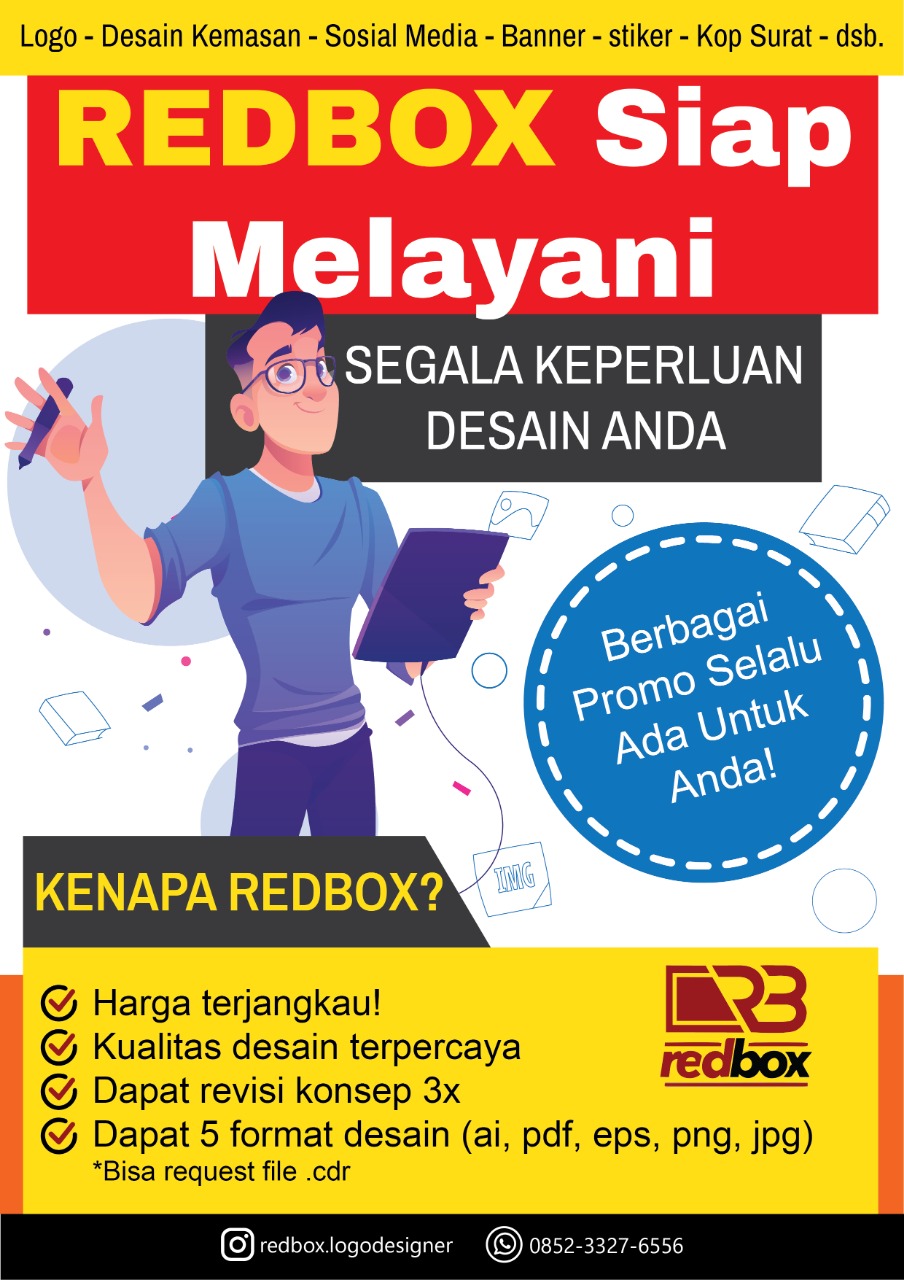 Logo - Desain Kemasan - Sosial Media - Banner - stiker - Kop Surat - dsb.
REDBOX Siap
Melayani
SEGALA KEPERLUAN
DESAIN ANDA
Berbagai
Promo Selalu
Ada Untuk
Anda!
IMG
KENAPA REDBOX?
RB
redbox
Harga terjangkau!
Kualitas desain terpercaya
Dapat revisi konsep 3x
Dapat 5 format desain (ai, pdf, eps, png, jpg)
*Bisa request file .cdr
redbox.logodesigner
0852-3327-6556